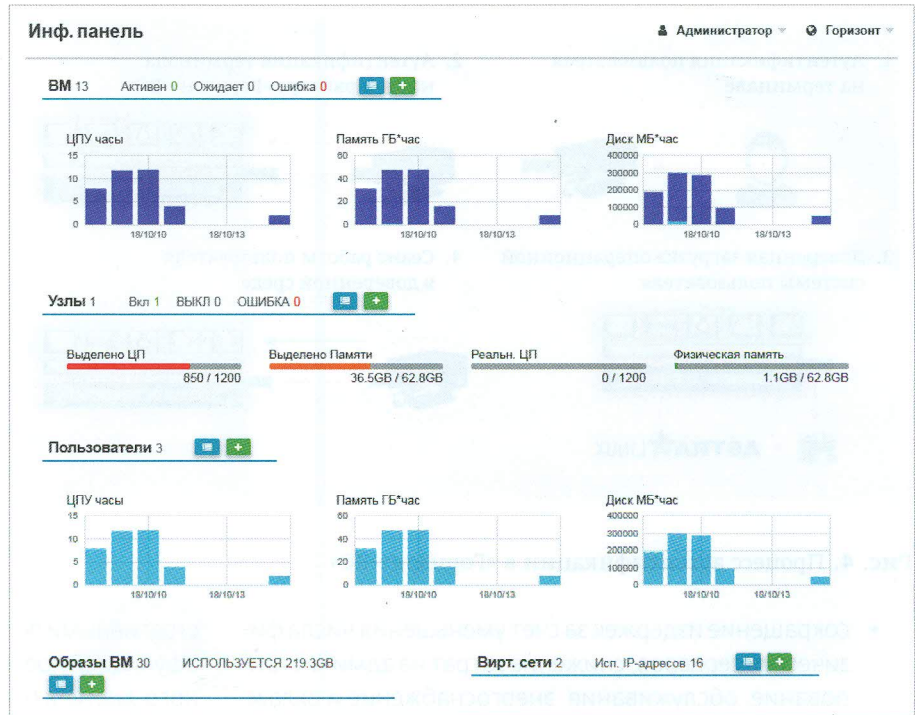 Инф. панель
Администратор Горизонт
ВМ 13 Активен 0 Ожидает 0 Ошибка 0
ЦПУ часы Память ГБ*час Диск МБ*час
15 60 400000
10 40 300000
200000
5 20 100000
0 0 0
18/10/10 18/10/13 18/10/10 18/10/13 18/10/10 18/10/13
Узлы 1 Вкл 1 ВЫКЛ 0 ОШИБКА 0
Выделено ЦП Выделено Памяти Реальн. ЦП Физическая память
850 / 1200 36.5GB / 62.8GB 0 / 1200 1.1GB / 62.8GB
Пользователи 3
ЦПУ часы Память ГБ*час Диск МБ*час
15 60 400000
10 40 300000
200000
5 20 100000
0 0 0
18/10/10 18/10/13 18/10/10 18/10/13 18/10/10 18/10/13
Образы ВМ 30 ИСПОЛЬЗУЕТСЯ 219.3GB Вирт. сети 2 Исп. IP-адресов 16